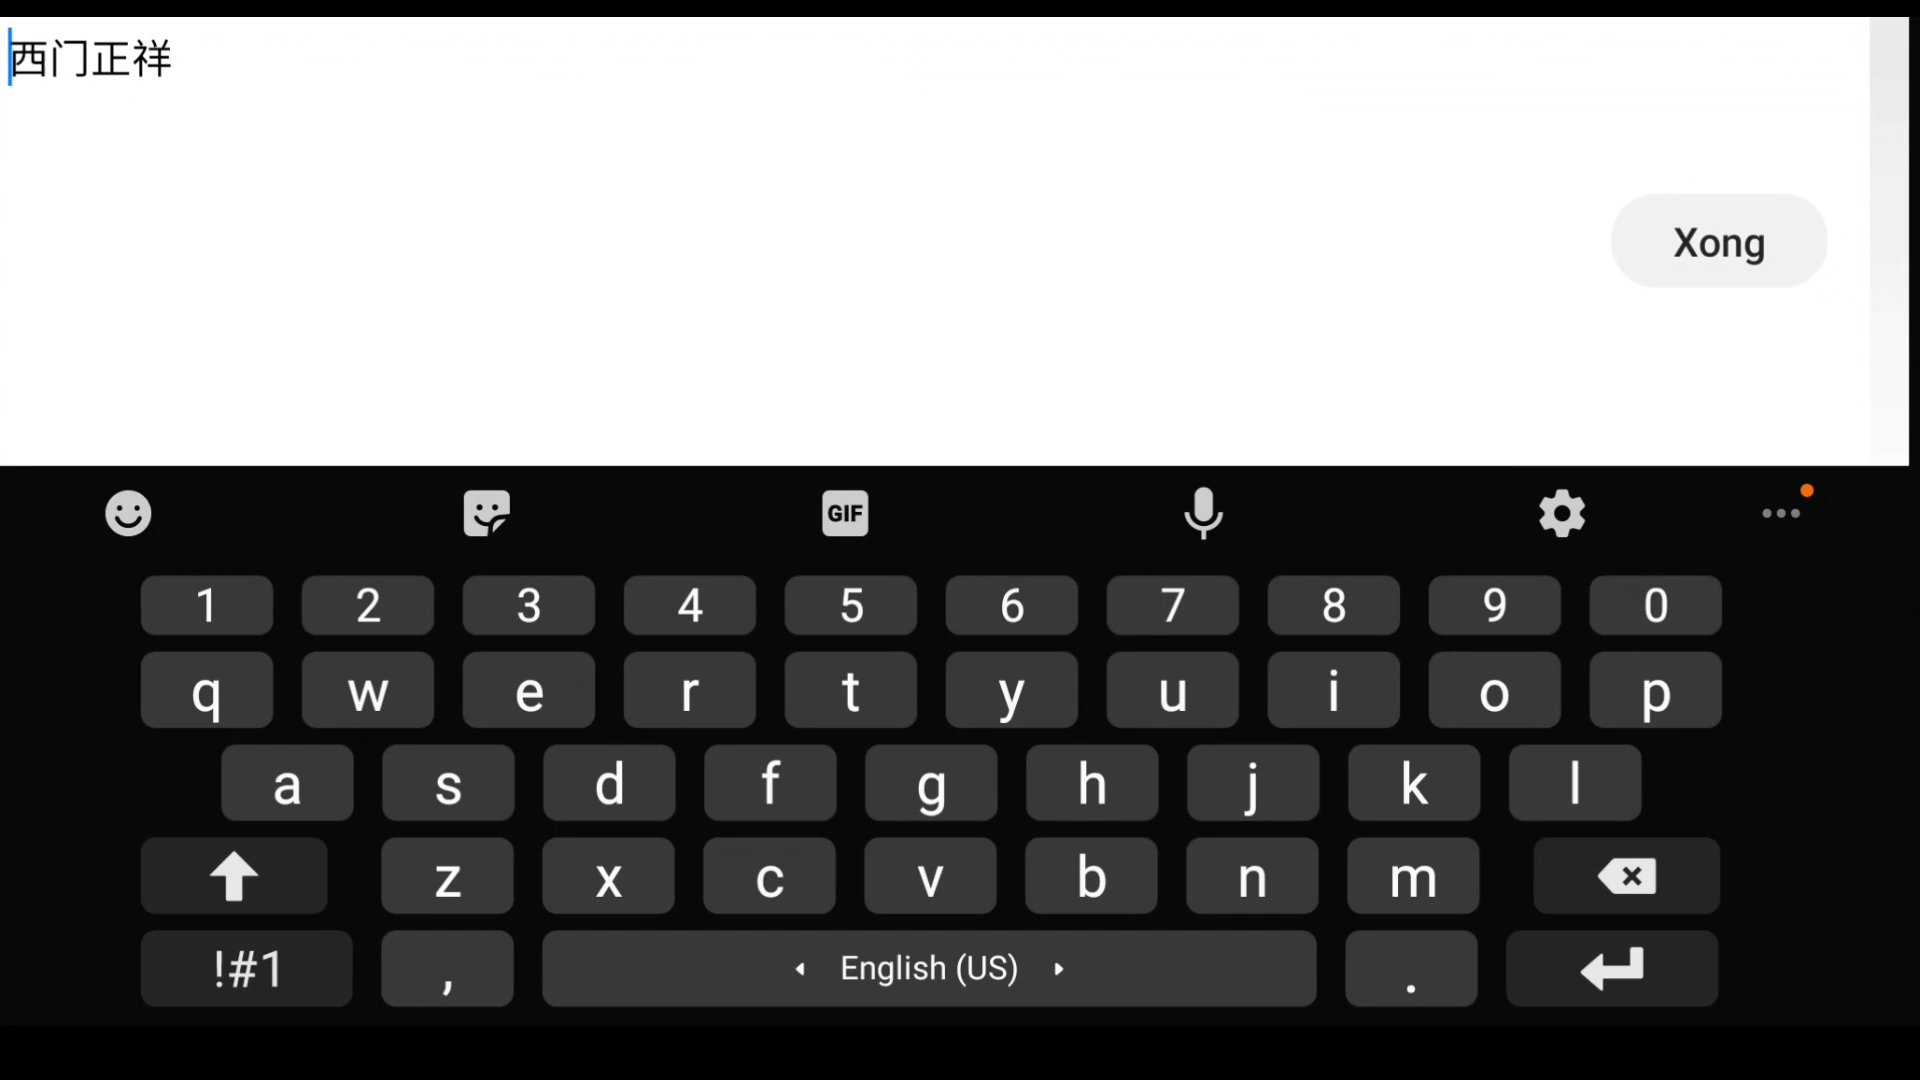 西门正祥
Xong
GIF
1 2 3 4 5 6 7 8 9 0
q w e r t y u i o p
a s d f g h j k l
z x c v b n m
!#1 , English (US) .